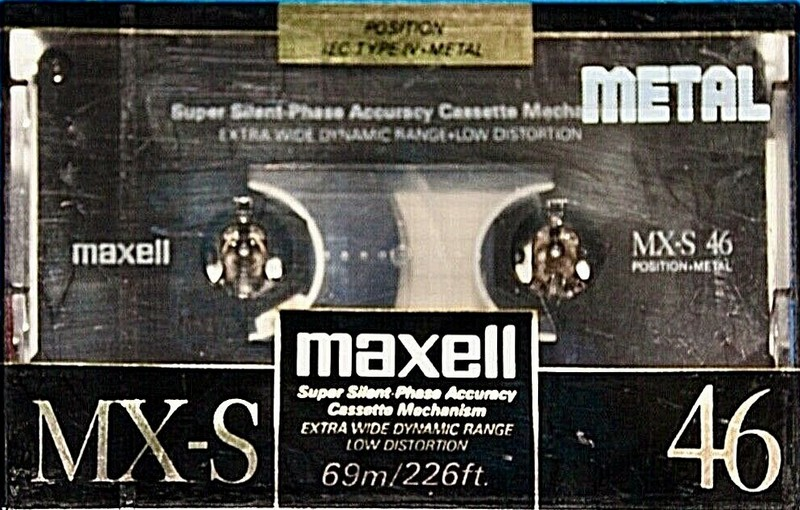 POSITION
IEC TYPE IV•METAL
METAL
Super Silent-Phase Accuracy Cassette Mecha
EXTRA WIDE DYNAMIC RANGE•LOW DISTORTION
maxell
MX-S 46
POSITION•METAL
maxell
Super Silent-Phase Accuracy
Cassette Mechanism
EXTRA WIDE DYNAMIC RANGE
LOW DISTORTION
69m/226ft.
MX-S
46